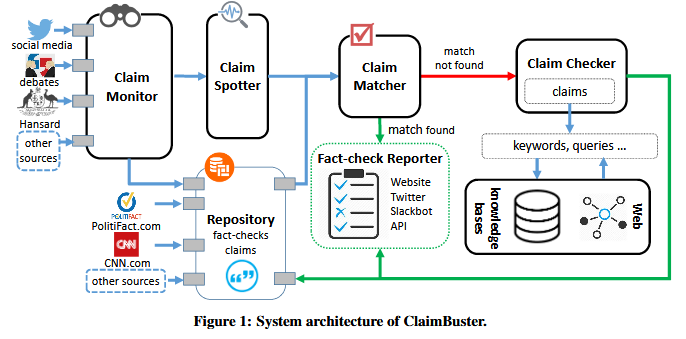 social media
debates
Hansard
other
sources
Claim
Monitor
Claim
Spotter
Claim
Matcher
match
not found
Claim Checker
claims
keywords, queries ...
knowledge
bases
Web
match found
Fact-check Reporter
Website
Twitter
Slackbot
API
POLITIFACT
PolitiFact.com
CNN
CNN.com
other sources
Repository
fact-checks
claims
Figure 1: System architecture of ClaimBuster.